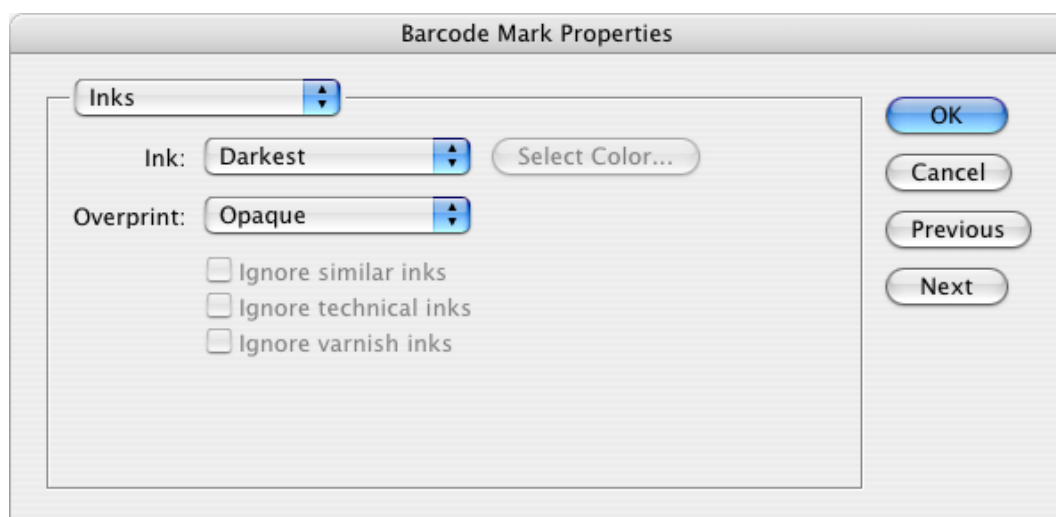 Barcode Mark Properties
Inks
Ink: Darkest Select Color...
Overprint: Opaque
Ignore similar inks
Ignore technical inks
Ignore varnish inks
OK
Cancel
Previous
Next